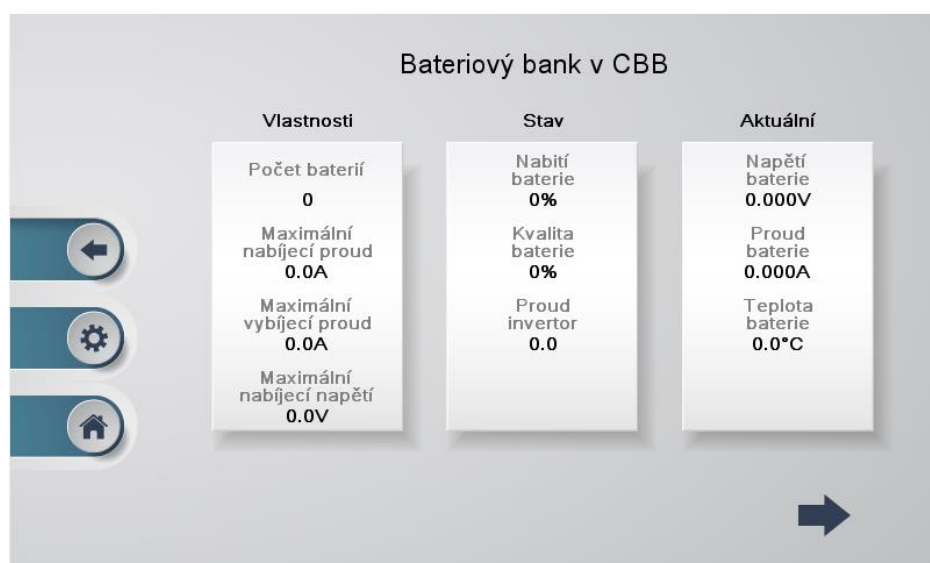 Bateriový bank v CBB
Vlastnosti
Počet baterií
0
Maximální
nabíjecí proud
0.0A
Maximální
vybíjecí proud
0.0A
Maximální
nabíjecí napětí
0.0V
Stav
Nabití
baterie
0%
Kvalita
baterie
0%
Proud
invertor
0.0
Aktuální
Napětí
baterie
0.000V
Proud
baterie
0.000A
Teplota
baterie
0.0°C